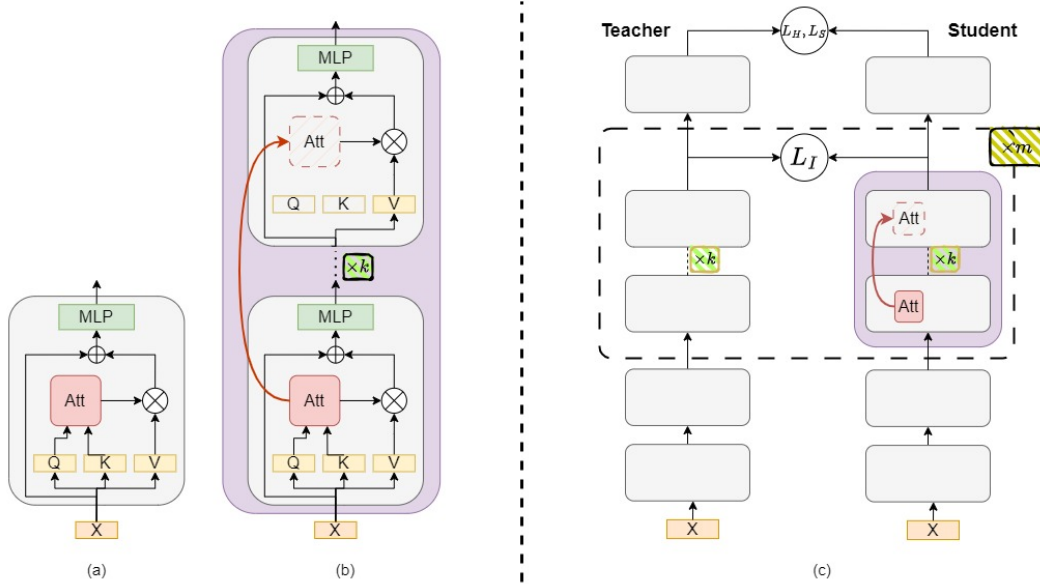 MLP
Att
Q K V
×k
MLP
Att
Q K V
X
(b)
MLP
Att
Q K V
X
(a)
Teacher
L_H, L_S
Student
L_I
×m
Att
×k
×k
Att
X
X
(c)